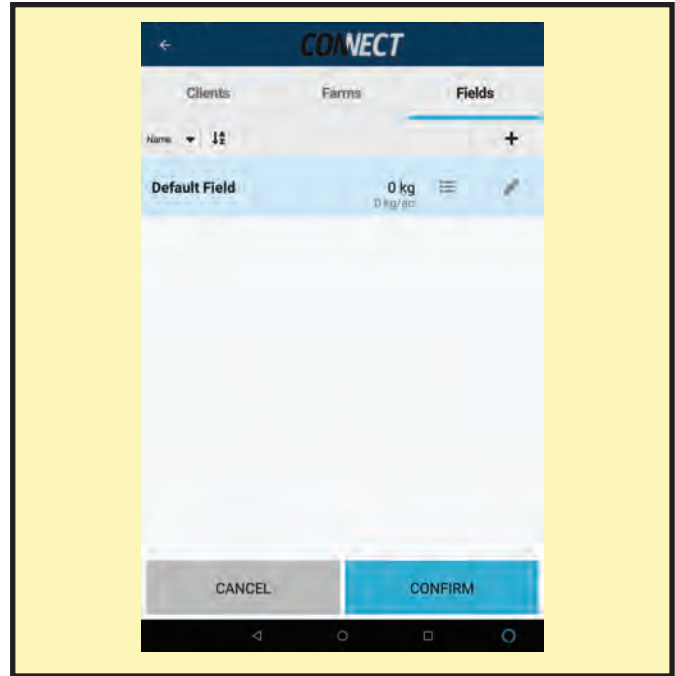 CONNECT
Clients Farms Fields
Name
Default Field 0 kg
0 kg/ac
CANCEL CONFIRM